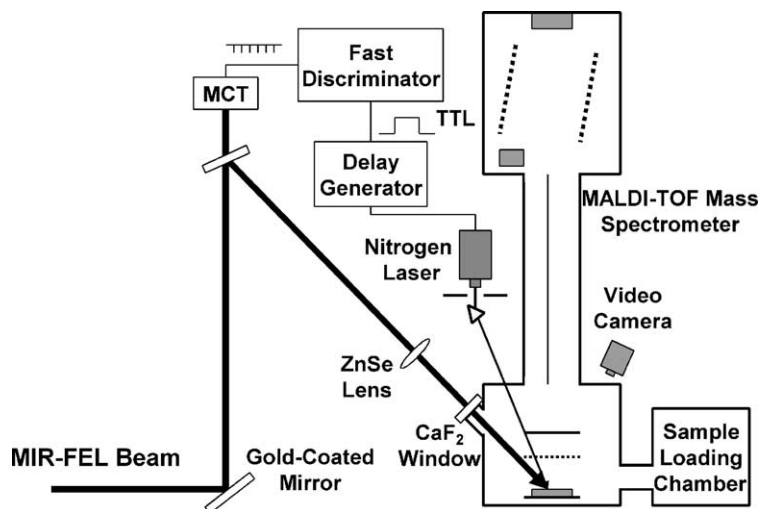 Fast
Discriminator
MCT
TTL
Delay
Generator
MALDI-TOF Mass
Spectrometer
Nitrogen
Laser
Video
Camera
ZnSe
Lens
CaF₂
Window
MIR-FEL Beam
Gold-Coated
Mirror
Sample
Loading
Chamber